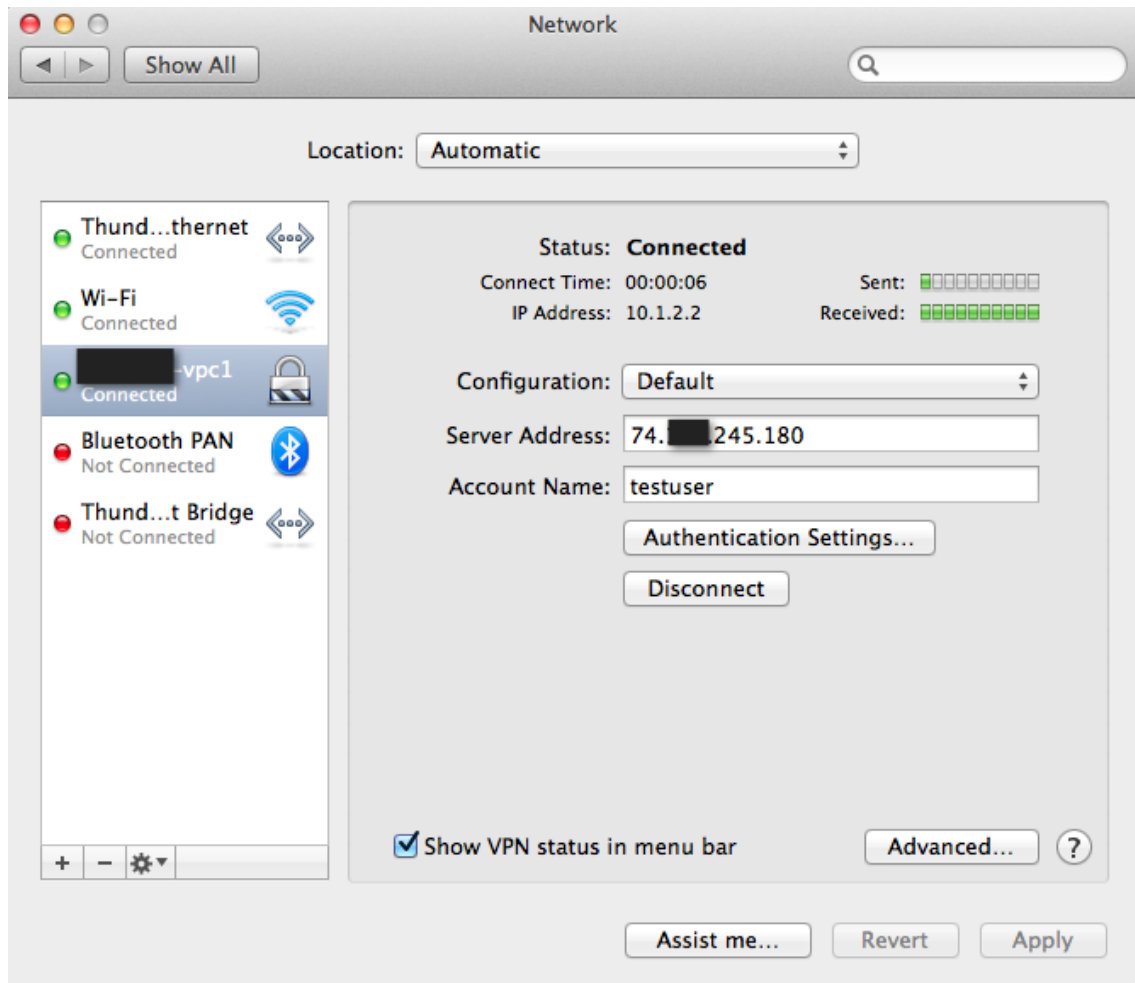 Network
Show All
Location: Automatic
Thund...thernet
Connected
Wi-Fi
Connected
-vpc1
Connected
Bluetooth PAN
Not Connected
Thund...t Bridge
Not Connected
Status: Connected
Connect Time: 00:00:06 Sent:
IP Address: 10.1.2.2 Received:
Configuration: Default
Server Address: 74. .245.180
Account Name: testuser
Authentication Settings...
Disconnect
Show VPN status in menu bar
Advanced... ?
+ -
Assist me... Revert Apply